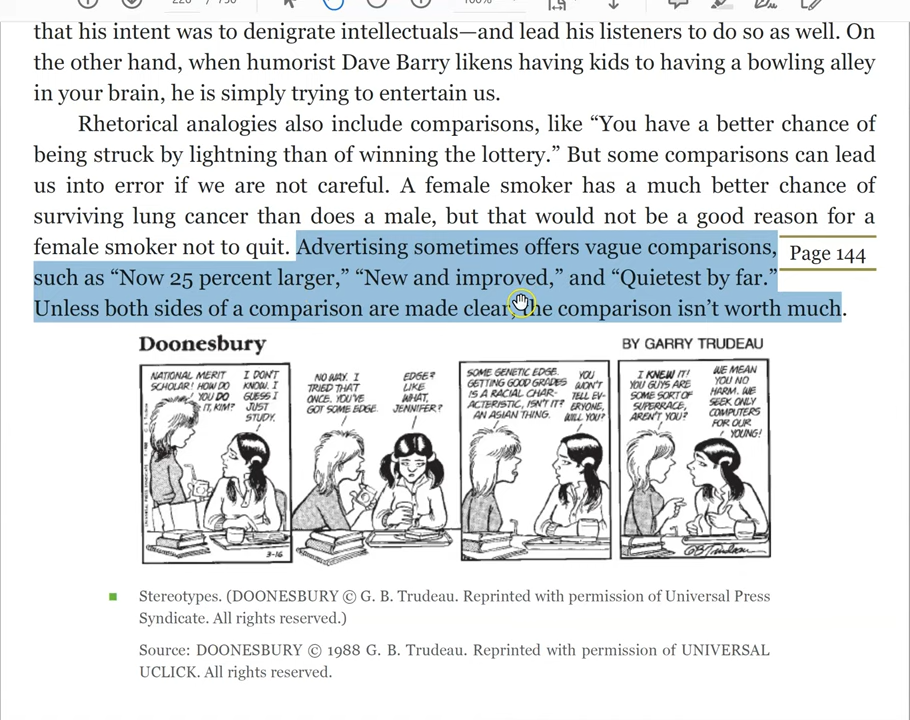 that his intent was to denigrate intellectuals—and lead his listeners to do so as well. On
the other hand, when humorist Dave Barry likens having kids to having a bowling alley
in your brain, he is simply trying to entertain us.
Rhetorical analogies also include comparisons, like “You have a better chance of
being struck by lightning than of winning the lottery.” But some comparisons can lead
us into error if we are not careful. A female smoker has a much better chance of
surviving lung cancer than does a male, but that would not be a good reason for a
female smoker not to quit. Advertising sometimes offers vague comparisons,
such as “Now 25 percent larger,” “New and improved,” and “Quietest by far.”
Page 144
Unless both sides of a comparison are made clear, the comparison isn’t worth much.
Doonesbury
BY GARRY TRUDEAU
NATIONAL MERIT
SCHOLAR! HOW DO
YOU DO
IT, KIM?
I DON'T
KNOW. I
GUESS I
JUST
STUDY.
3-16
NO WAY. I
TRIED THAT
ONCE. YOU'VE
GOT SOME EDGE.
EDGE?
LIKE
WHAT,
JENNIFER?
SOME GENETIC EDGE.
GETTING GOOD GRADES
IS A RACIAL CHAR-
ACTERISTIC, ISN'T IT?
AN ASIAN THING.
YOU
WON'T
TELL EV-
ERYONE,
WILL YOU?
I KNEW IT!
YOU GUYS ARE
SOME SORT OF
SUPERRACE,
AREN'T YOU?
WE MEAN
YOU NO
HARM. WE
SEEK ONLY
COMPUTERS
FOR OUR
YOUNG!
GBTrudeau
Stereotypes. (DOONESBURY © G. B. Trudeau. Reprinted with permission of Universal Press
Syndicate. All rights reserved.)
Source: DOONESBURY © 1988 G. B. Trudeau. Reprinted with permission of UNIVERSAL
UCLICK. All rights reserved.